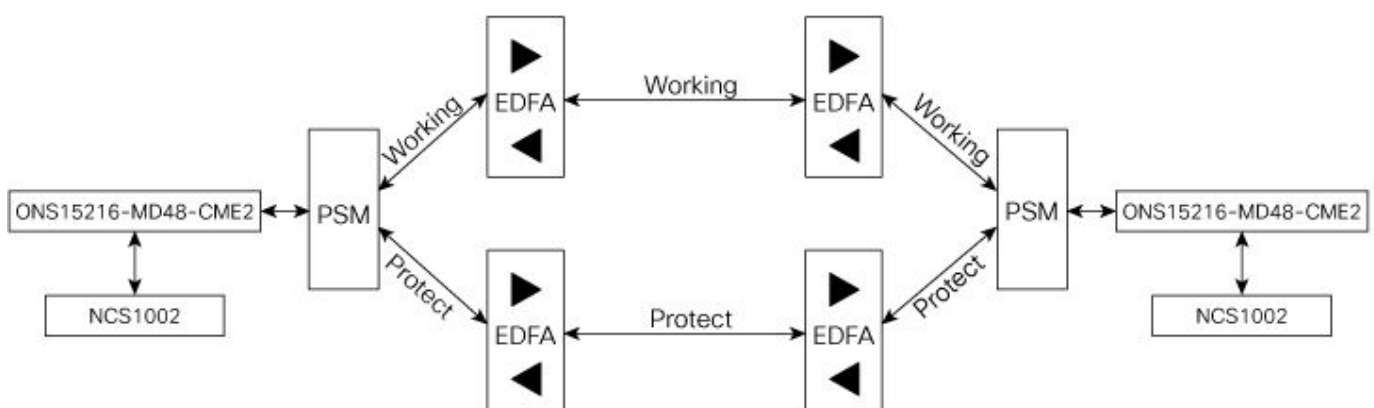 EDFA
Working
EDFA
Working
Working
ONS15216-MD48-CME2
PSM
PSM
ONS15216-MD48-CME2
NCS1002
Protect
EDFA
Protect
EDFA
Protect
NCS1002